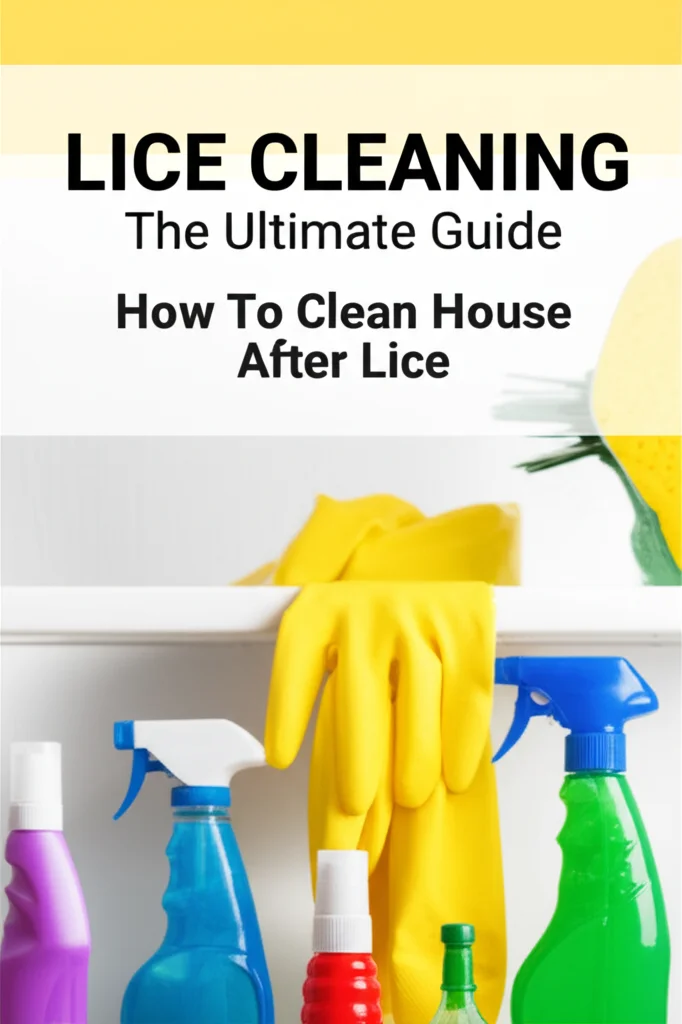 LICE CLEANING
The Ultimate Guide
How To Clean House
After Lice